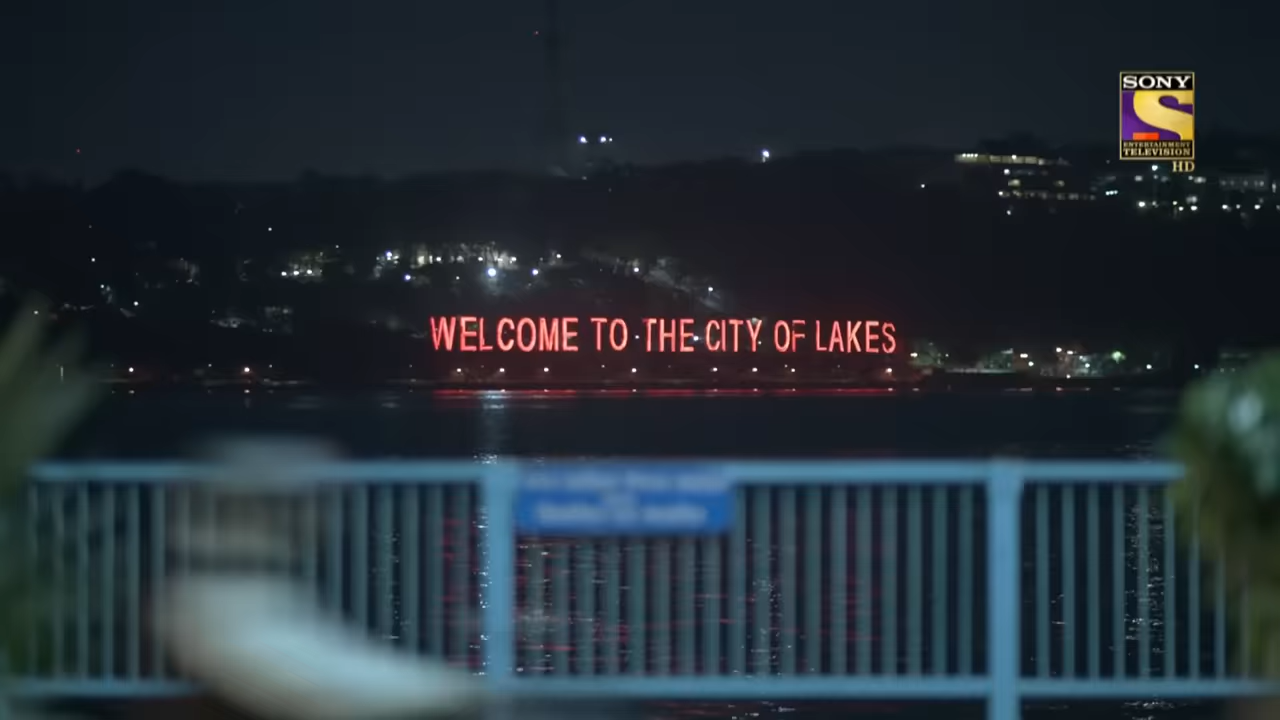 SONY
ENTERTAINMENT
TELEVISION
HD
WELCOME TO THE CITY OF LAKES